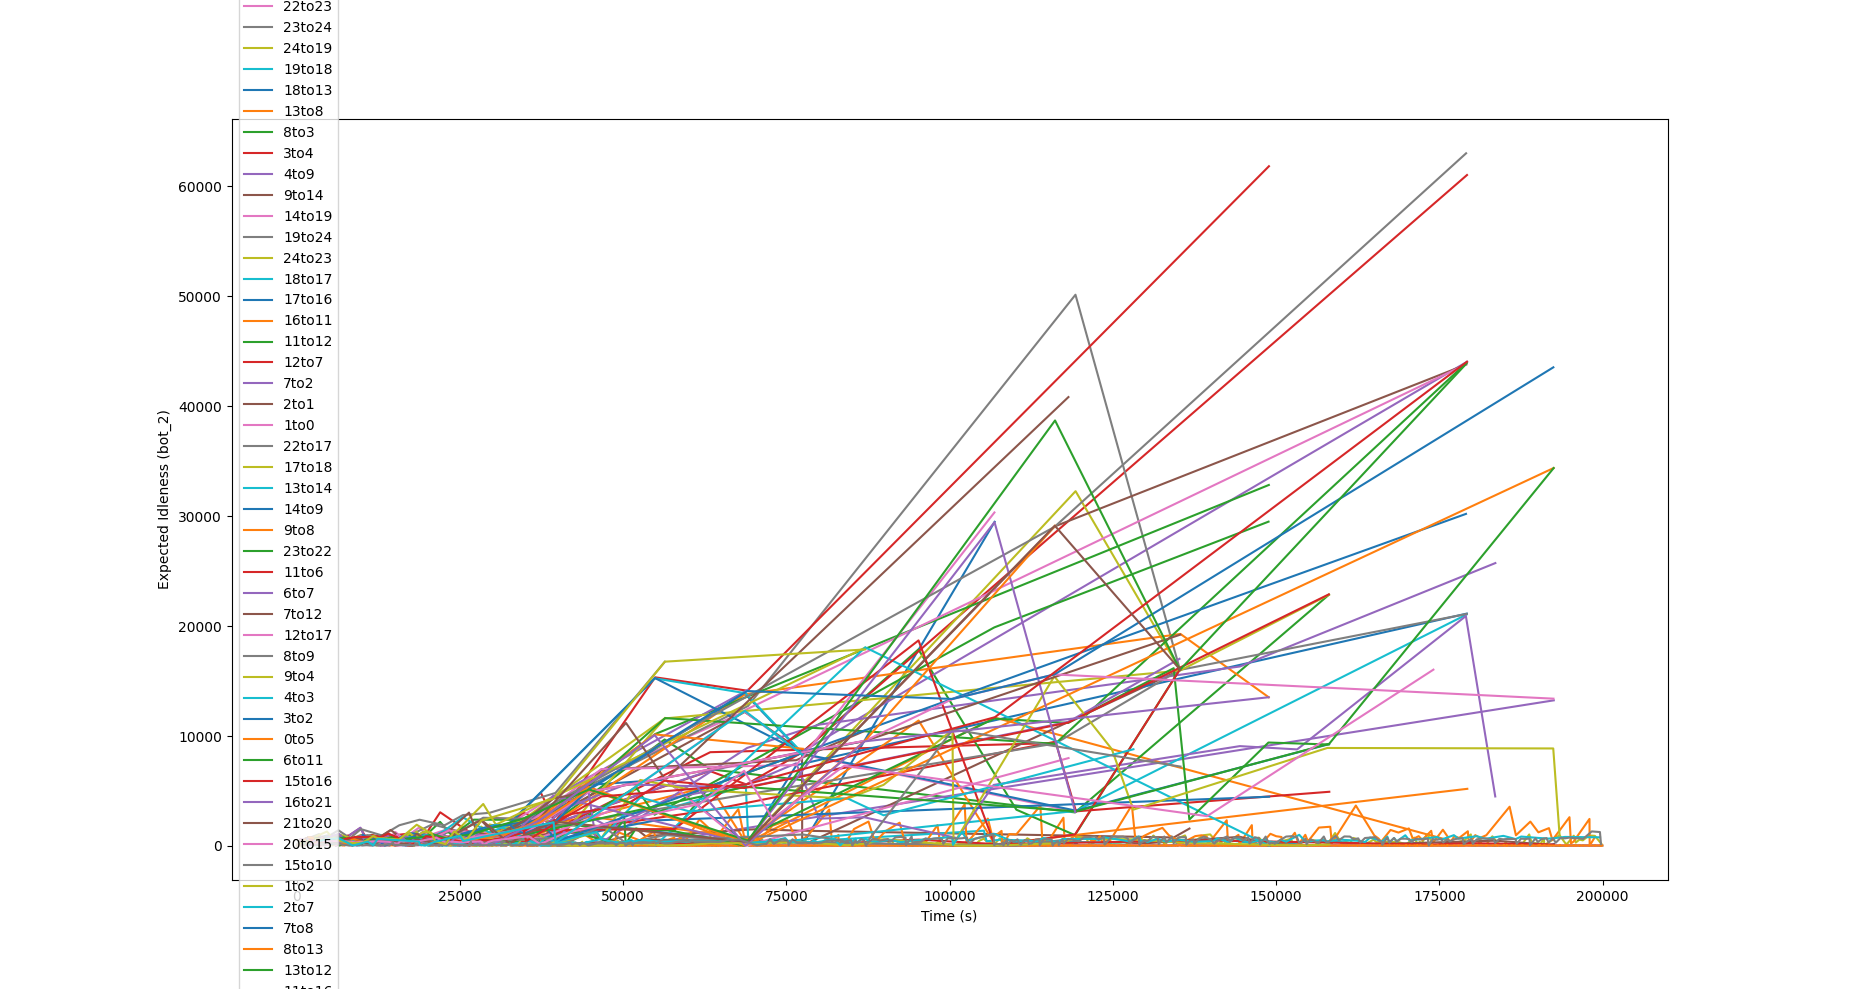 22to23
23to24
24to19
19to18
18to13
13to8
8to3
3to4
4to9
9to14
14to19
19to24
24to23
18to17
17to16
16to11
11to12
12to7
7to2
2to1
1to0
22to17
17to18
13to14
14to9
9to8
23to22
11to6
6to7
7to12
12to17
8to9
9to4
4to3
3to2
0to5
6to11
15to16
16to21
21to20
20to15
15to10
1to2
2to7
7to8
8to13
13to12
11to16
60000
50000
40000
30000
20000
10000
0
Expected Idleness (bot_2)
0 25000 50000 75000 100000 125000 150000 175000 200000
Time (s)